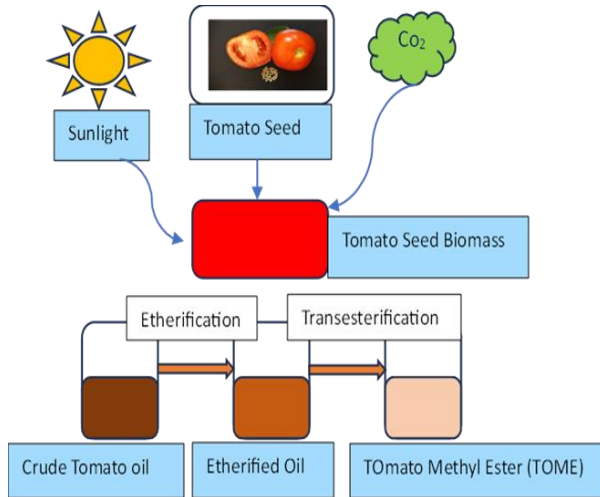 Co₂
Sunlight
Tomato Seed
Tomato Seed Biomass
Etherification
Transesterification
Crude Tomato oil
Etherified Oil
TOmato Methyl Ester (TOME)